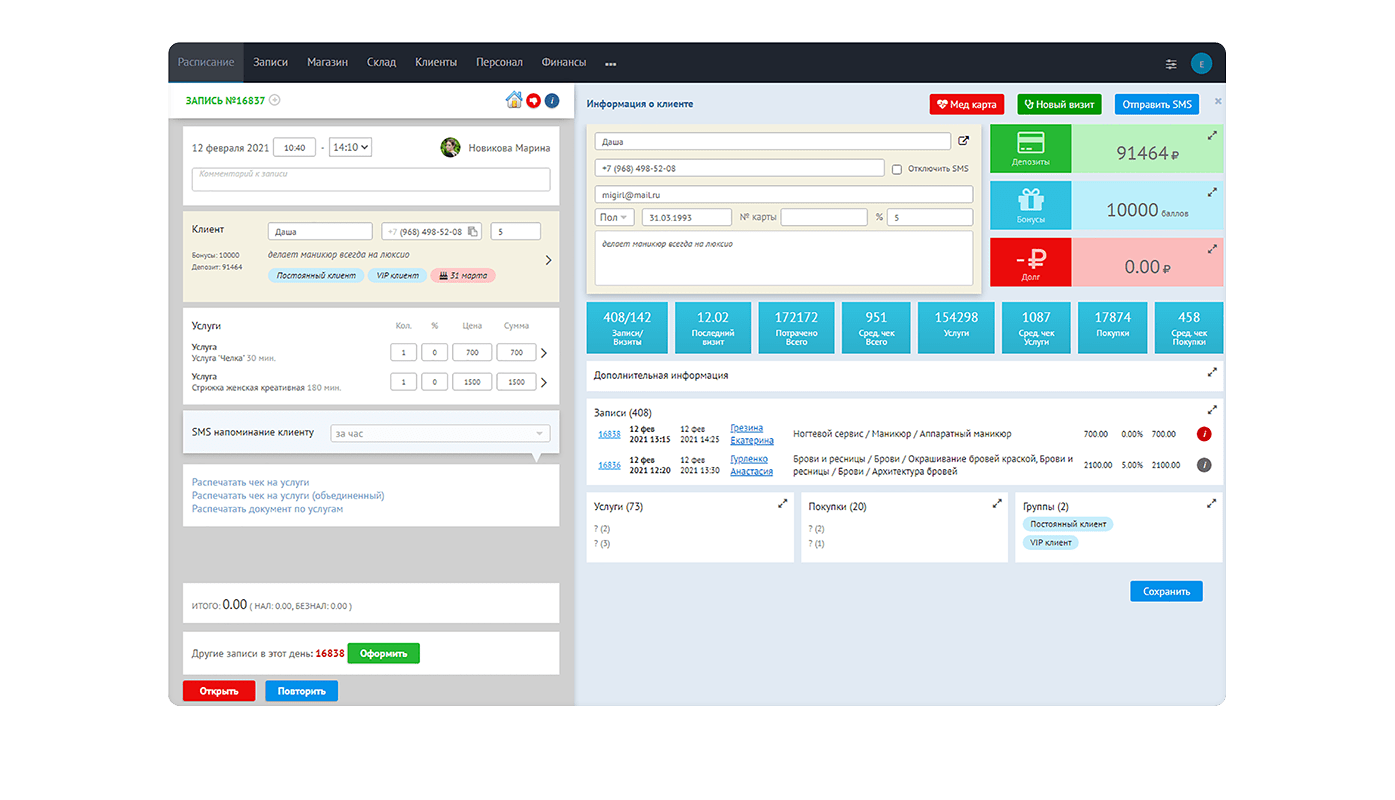 Расписание Записи Магазин Склад Клиенты Персонал Финансы ...
Е
ЗАПИСЬ №16837
12 февраля 2021 10:40 - 14:10 Новикова Марина
Комментарий к записи
Клиент Даша +7 (968) 498-52-08 5
Бонусы: 10000
Депозит: 91464
делает маникюр всегда на люксио
Постоянный клиент VIP клиент 31 марта
Услуги Кол. % Цена Сумма
Услуга
Услуга "Челка" 30 мин. 1 0 700 700
Услуга
Стрижка женская креативная 180 мин. 1 0 1500 1500
SMS напоминание клиенту за час
Распечатать чек на услуги
Распечатать чек на услуги (объединенный)
Распечатать документ по услугам
ИТОГО: 0.00 ( НАЛ: 0.00, БЕЗНАЛ: 0.00 )
Другие записи в этот день: 16838 Оформить
Открыть Повторить
Информация о клиенте Мед карта Новый визит Отправить SMS
Даша
+7 (968) 498-52-08 Отключить SMS
migirl@mail.ru
Пол 31.03.1993 № карты % 5
делает маникюр всегда на люксио
Депозиты 91464 ₽
Бонусы 10000 баллов
-₽
Долг 0.00 ₽
408/142
Записи/
Визиты
12.02
Последний
визит
172172
Потрачено
Всего
951
Сред. чек
Всего
154298
Услуги
1087
Сред. чек
Услуги
17874
Покупки
458
Сред. чек
Покупки
Дополнительная информация
Записи (408)
16838 12 фев 2021 13:15 12 фев 2021 14:25 Грезина Екатерина Ногтевой сервис / Маникюр / Аппаратный маникюр 700.00 0.00% 700.00
16836 12 фев 2021 12:20 12 фев 2021 13:30 Гурленко Анастасия Брови и ресницы / Брови / Окрашивание бровей краской, Брови и ресницы / Брови / Архитектура бровей 2100.00 5.00% 2100.00
Услуги (73)
? (2)
? (3)
Покупки (20)
? (2)
? (1)
Группы (2)
Постоянный клиент
VIP клиент
Сохранить